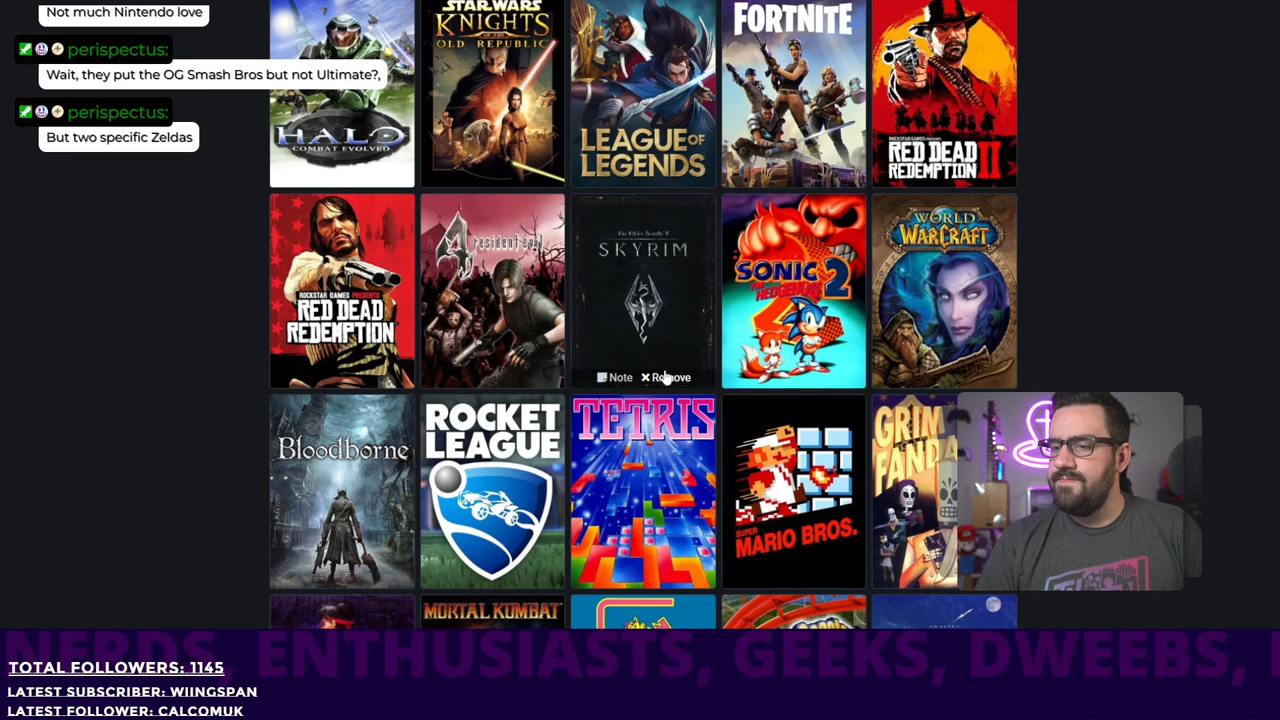 Not much Nintendo love
perispectus:
Wait, they put the OG Smash Bros but not Ultimate?,
perispectus:
But two specific Zeldas
HALO
COMBAT EVOLVED
STAR WARS
KNIGHTS
OF THE
OLD REPUBLIC
LEAGUE OF
LEGENDS
FORTNITE
ROCKSTAR GAMES PRESENTS
RED DEAD
REDEMPTION II
ROCKSTAR GAMES PRESENTS
RED DEAD
REDEMPTION
resident evil
4
The Elder Scrolls V
SKYRIM
Note
Remove
SONIC
THE HEDGEHOG
2
WORLD
OF
WARCRAFT
Bloodborne
ROCKET
LEAGUE
TETRIS
SUPER
MARIO BROS.
GRIM
FANDA
MORTAL KOMBAT
NERDS, ENTHUSIASTS, GEEKS, DWEEBS,
TOTAL FOLLOWERS: 1145
LATEST SUBSCRIBER: WIINGSPAN
LATEST FOLLOWER: CALCOMUK